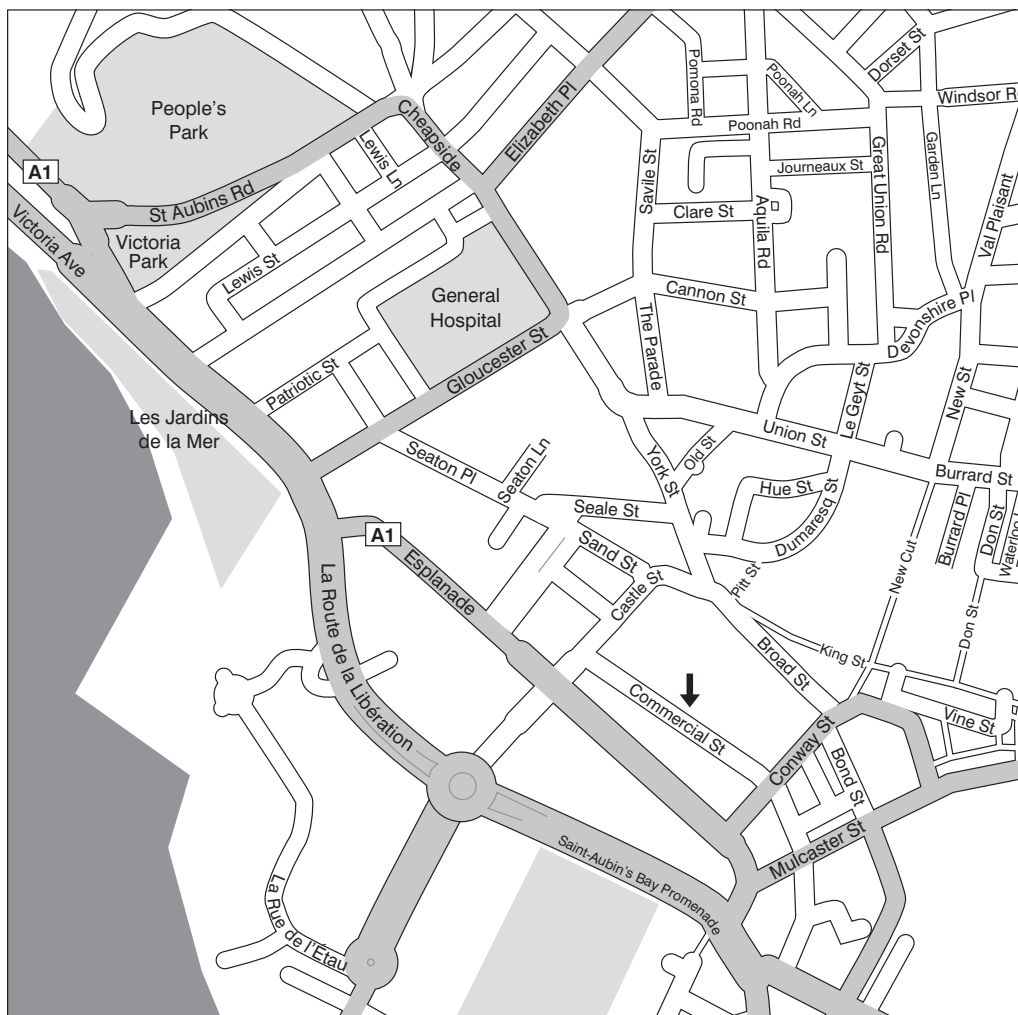 People's
Park
A1
Victoria Ave
St Aubins Rd
Victoria
Park
Cheapside
Lewis Ln
Lewis St
Elizabeth Pl
General
Hospital
Gloucester St
Patriotic St
Les Jardins
de la Mer
Pomona Rd
Poonah Ln
Poonah Rd
Dorset St
Windsor Rd
Savile St
Journeaux St
Great Union Rd
Garden Ln
Val Plaisant
Clare St
Aquila Rd
Cannon St
The Parade
Devonshire Pl
Le Geyt St
New St
Union St
Burrard St
Seaton Pl
Seaton Ln
York St
Old St
Hue St
Dumaresq St
Seale St
Burrard Pl
Don St
Waterloo
A1
Esplanade
Sand St
Castle St
Pitt St
New Cut
Don St
La Route de la Libération
King St
Broad St
Commercial St
Vine St
Conway St
Bond St
Mulcaster St
Saint-Aubin's Bay Promenade
La Rue de l'Étau